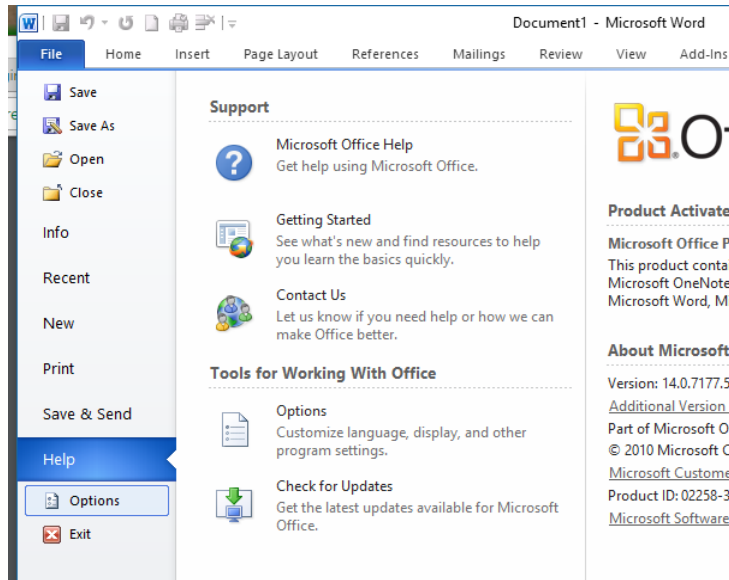 Document1 - Microsoft Word
File Home Insert Page Layout References Mailings Review View Add-Ins
Save
Save As
Open
Close
Info
Recent
New
Print
Save & Send
Help
Options
Exit
Support
Microsoft Office Help
Get help using Microsoft Office.
Getting Started
See what's new and find resources to help
you learn the basics quickly.
Contact Us
Let us know if you need help or how we can
make Office better.
Tools for Working With Office
Options
Customize language, display, and other
program settings.
Check for Updates
Get the latest updates available for Microsoft
Office.
Product Activate
Microsoft Office P
This product contai
Microsoft OneNote
Microsoft Word, Mi
About Microsoft
Version: 14.0.7177.5
Additional Version
Part of Microsoft O
© 2010 Microsoft C
Microsoft Custome
Product ID: 02258-3
Microsoft Software